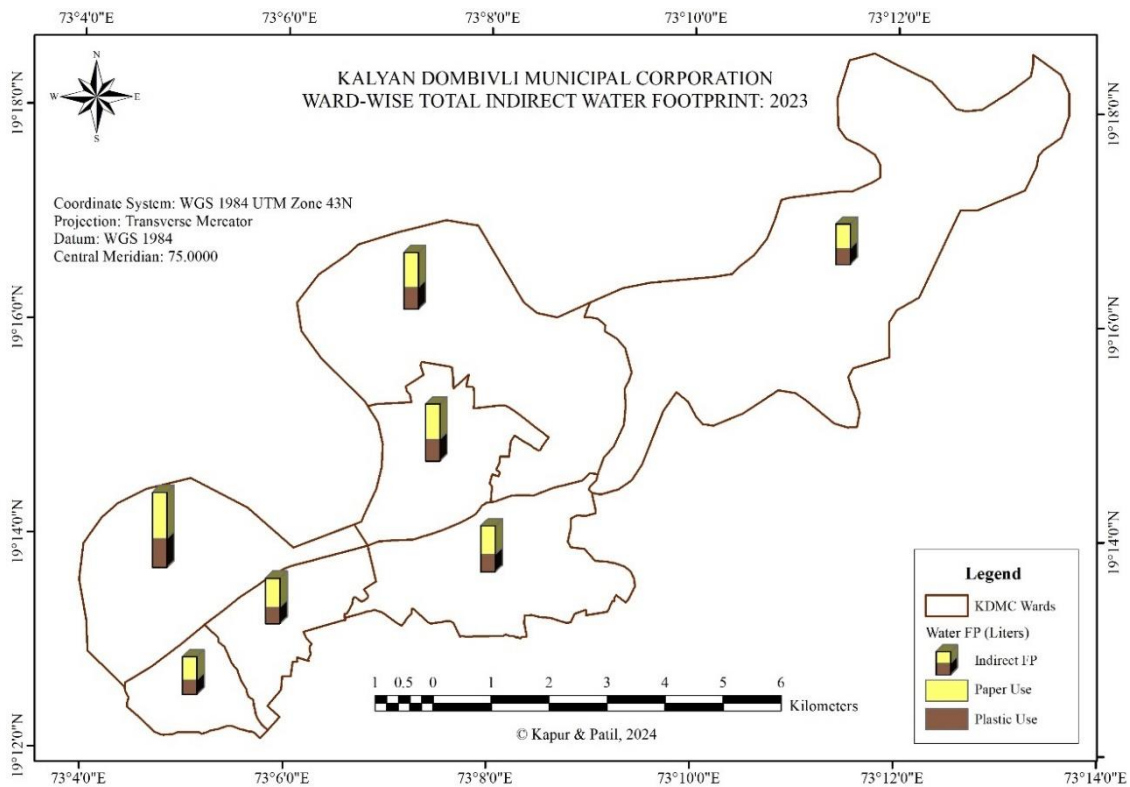 73°4'0"E 73°6'0"E 73°8'0"E 73°10'0"E 73°12'0"E
N
W E
S
KALYAN DOMBIVLI MUNICIPAL CORPORATION
WARD-WISE TOTAL INDIRECT WATER FOOTPRINT: 2023
19°18'0"N 19°18'0"N
Coordinate System: WGS 1984 UTM Zone 43N
Projection: Transverse Mercator
Datum: WGS 1984
Central Meridian: 75.0000
19°16'0"N 19°16'0"N
19°14'0"N 19°14'0"N
Legend
KDMC Wards
Water FP (Liters)
Indirect FP
Paper Use
Plastic Use
1 0.5 0 1 2 3 4 5 6
Kilometers
© Kapur & Patil, 2024
19°12'0"N
73°4'0"E 73°6'0"E 73°8'0"E 73°10'0"E 73°12'0"E 73°14'0"E